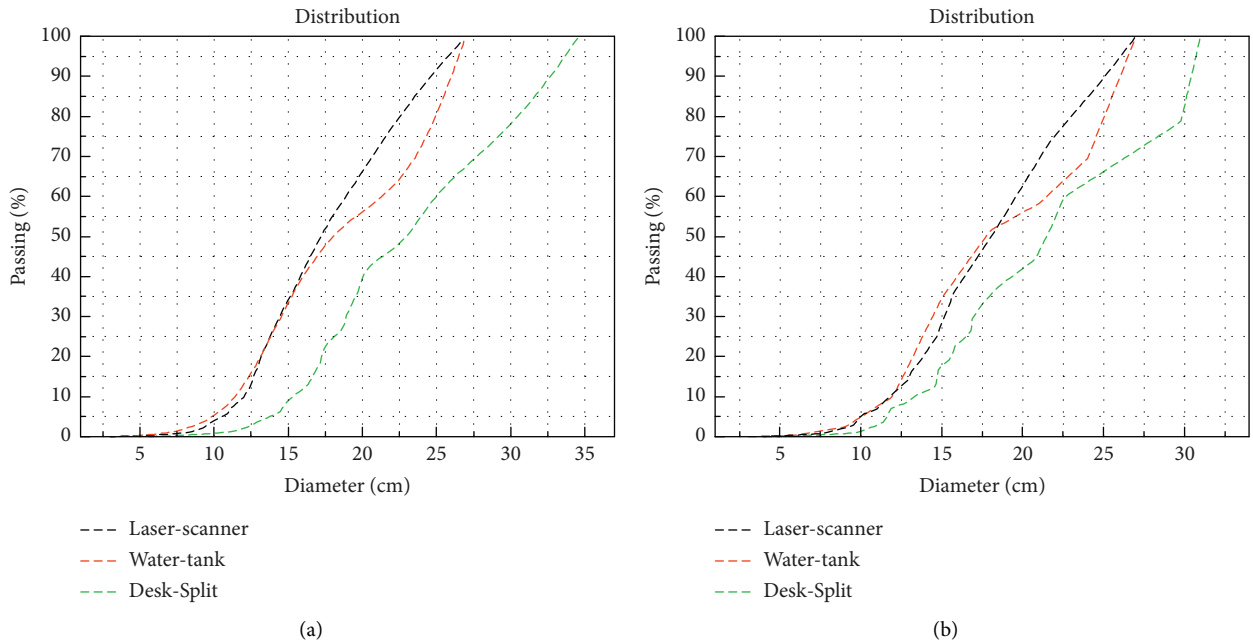 Distribution
100
90
80
70
60
50
40
30
20
10
0
Passing (%)
5 10 15 20 25 30 35
Diameter (cm)
Laser-scanner
Water-tank
Desk-Split
(a)
Distribution
100
90
80
70
60
50
40
30
20
10
0
Passing (%)
5 10 15 20 25 30
Diameter (cm)
Laser-scanner
Water-tank
Desk-Split
(b)